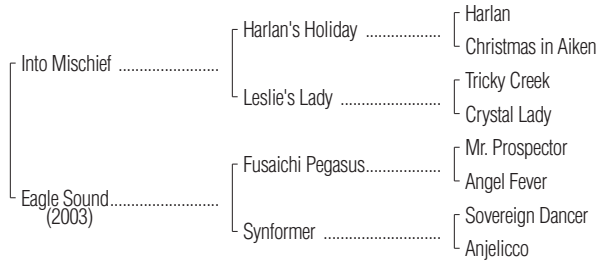 Harlan
Harlan's Holiday ..................
Christmas in Aiken
Into Mischief ........................
Tricky Creek
Leslie's Lady ........................
Crystal Lady
Mr. Prospector
Fusaichi Pegasus..................
Angel Fever
Eagle Sound..........................
(2003)
Sovereign Dancer
Synformer ............................
Anjelicco